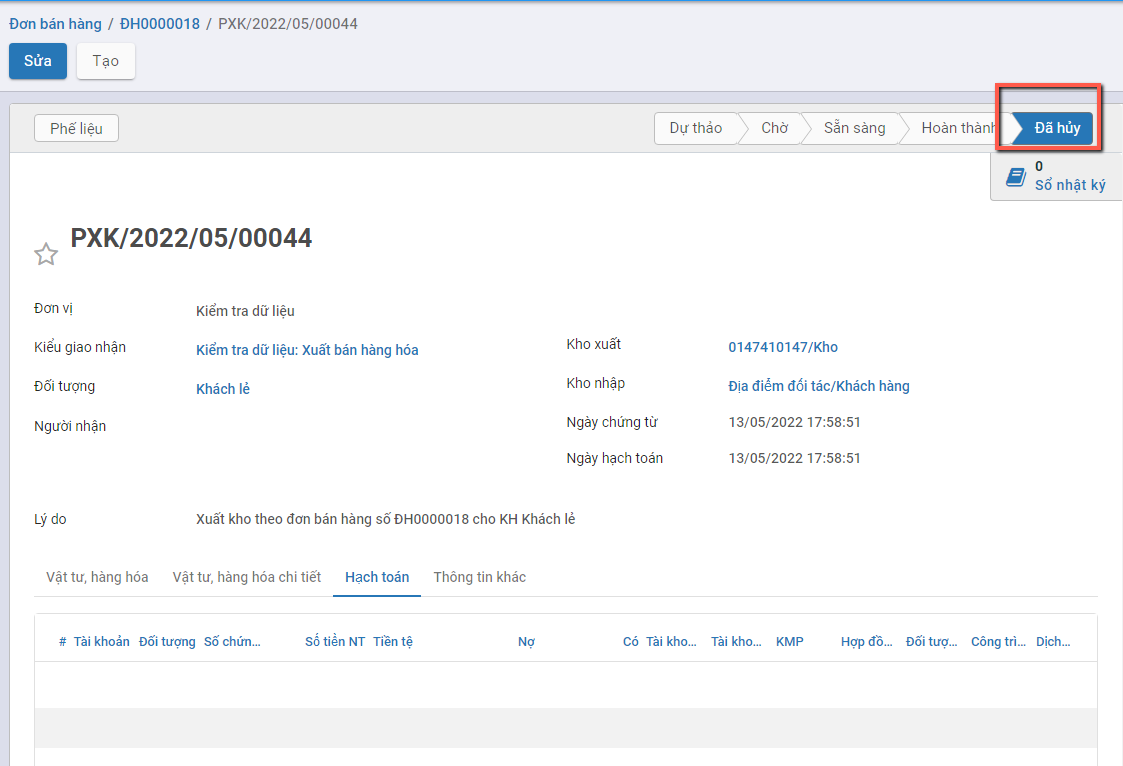 Đơn bán hàng / ĐH0000018 / PXK/2022/05/00044
Sửa Tạo
Phế liệu Dự thảo Chờ Sẵn sàng Hoàn thành Đã hủy
0
Sổ nhật ký
PXK/2022/05/00044
Đơn vị Kiểm tra dữ liệu
Kiểu giao nhận Kiểm tra dữ liệu: Xuất bán hàng hóa
Đối tượng Khách lẻ
Người nhận
Kho xuất 0147410147/Kho
Kho nhập Địa điểm đối tác/Khách hàng
Ngày chứng từ 13/05/2022 17:58:51
Ngày hạch toán 13/05/2022 17:58:51
Lý do Xuất kho theo đơn bán hàng số ĐH0000018 cho KH Khách lẻ
Vật tư, hàng hóa Vật tư, hàng hóa chi tiết Hạch toán Thông tin khác
# Tài khoản Đối tượng Số chứn... Số tiền NT Tiền tệ Nợ Có Tài kho... Tài kho... KMP Hợp đồ... Đối tượ... Công trì... Dịch...